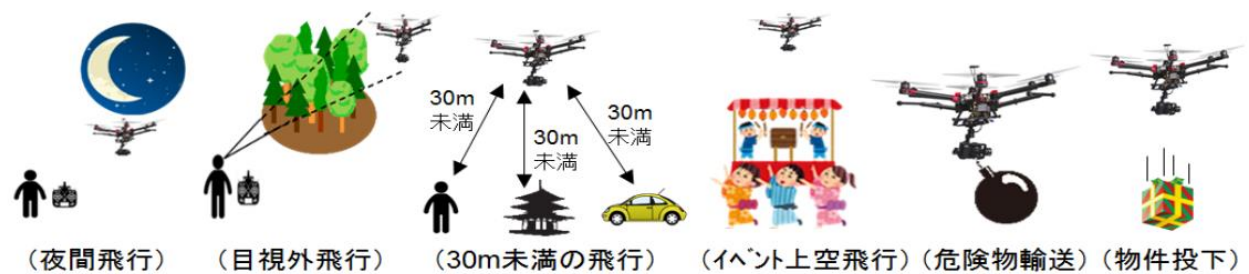 30m
未満
30m
未満
30m
未満
（夜間飛行）
（目視外飛行）
（30m未満の飛行）
（イベント上空飛行）
（危険物輸送）
（物件投下）